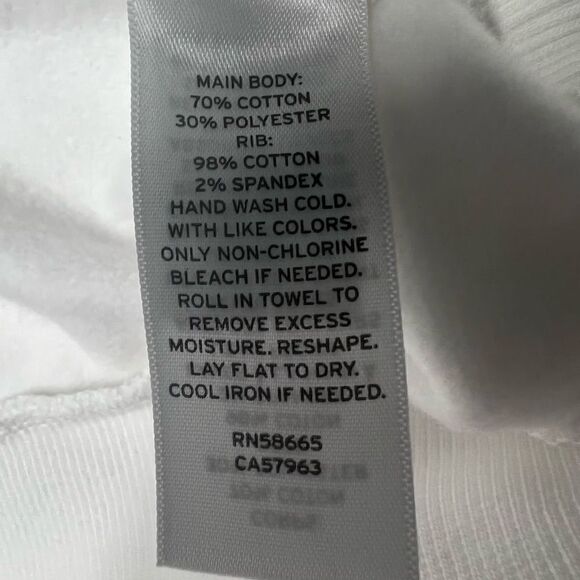 MAIN BODY:
70% COTTON
30% POLYESTER
RIB:
98% COTTON
2% SPANDEX
HAND WASH COLD.
WITH LIKE COLORS.
ONLY NON-CHLORINE
BLEACH IF NEEDED.
ROLL IN TOWEL TO
REMOVE EXCESS
MOISTURE. RESHAPE.
LAY FLAT TO DRY.
COOL IRON IF NEEDED.
RN58665
CA57963